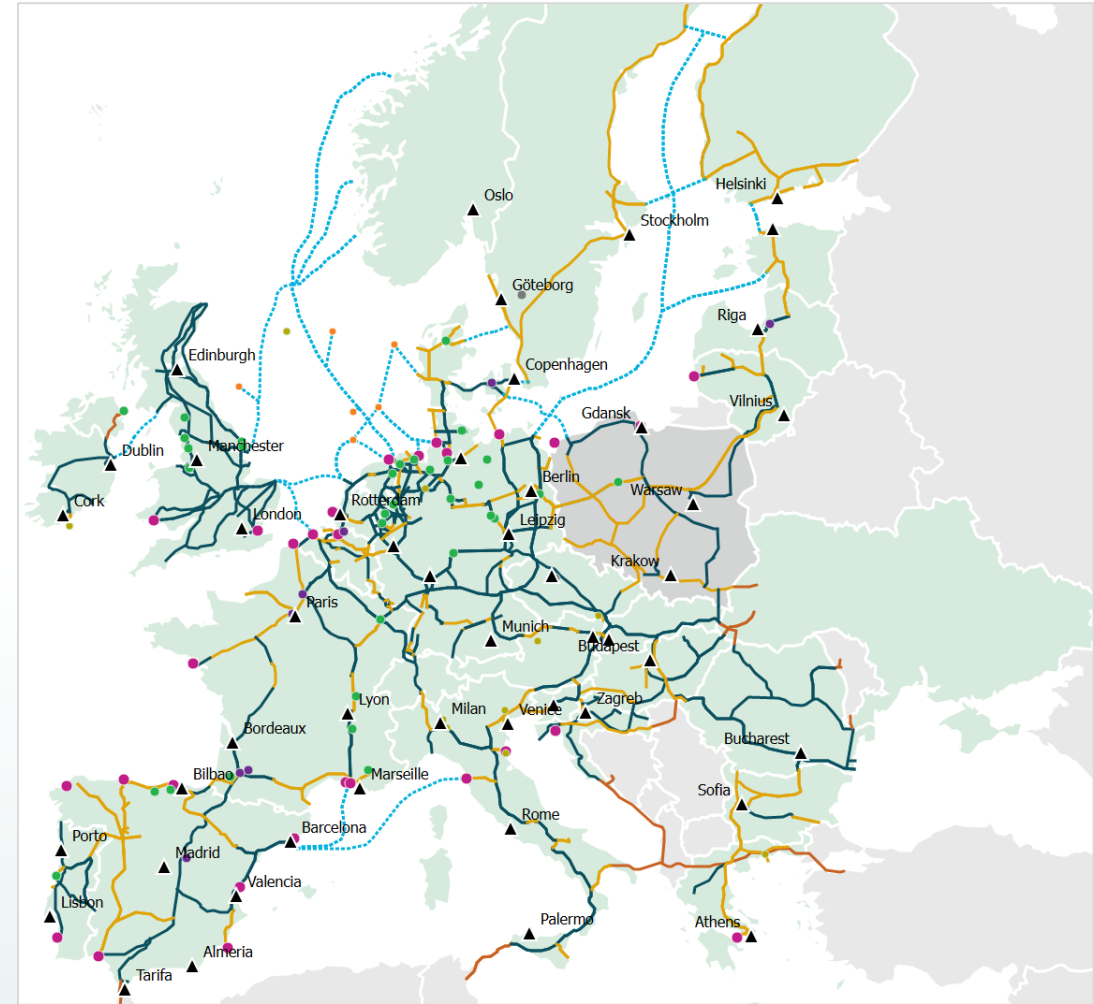 Oslo
Helsinki
Stockholm
Göteborg
Riga
Edinburgh
Copenhagen
Vilnius
Gdansk
Dublin
Manchester
Berlin
Warsaw
Cork
Rotterdam
London
Leipzig
Krakow
Paris
Munich
Budapest
Lyon
Milan
Venice
Zagreb
Bordeaux
Bucharest
Bilbao
Marseille
Sofia
Rome
Porto
Barcelona
Madrid
Valencia
Lisbon
Palermo
Athens
Almeria
Tarifa